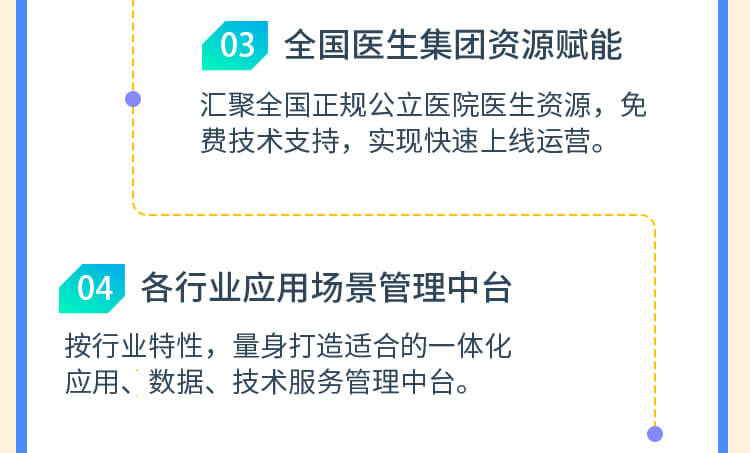 03 全国医生集团资源赋能
汇聚全国正规公立医院医生资源，免
费技术支持，实现快速上线运营。
04 各行业应用场景管理中台
按行业特性，量身打造适合的一体化
应用、数据、技术服务管理中台。